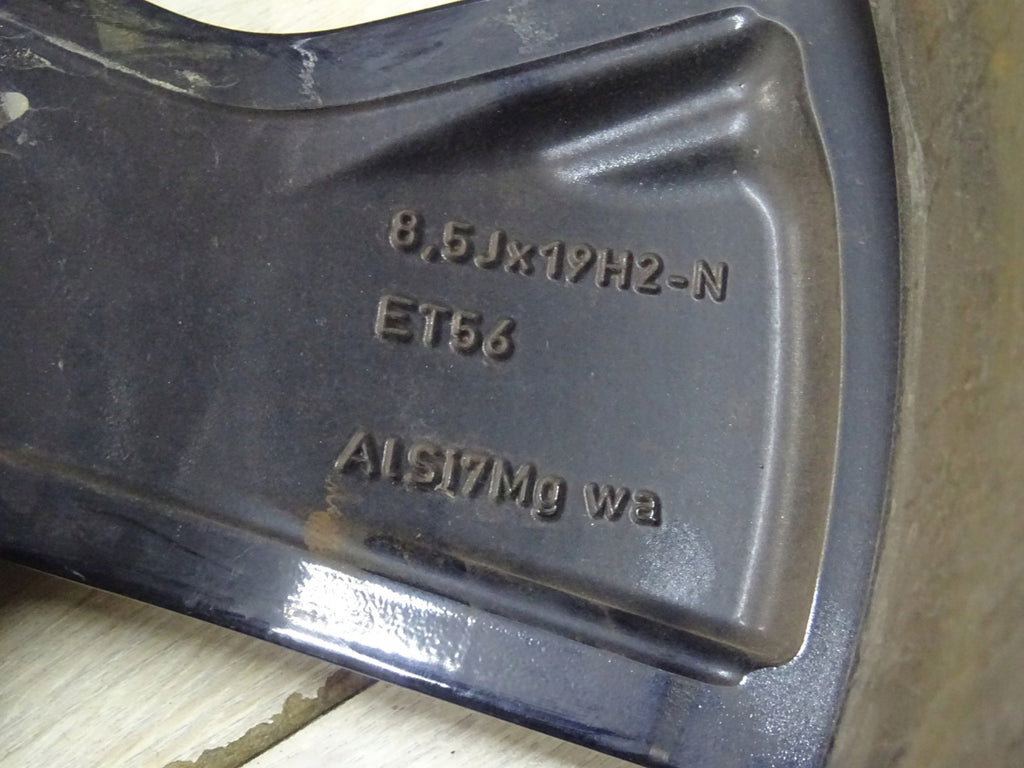 8,5Jx19H2-N
ET56
AlSi7Mg wa